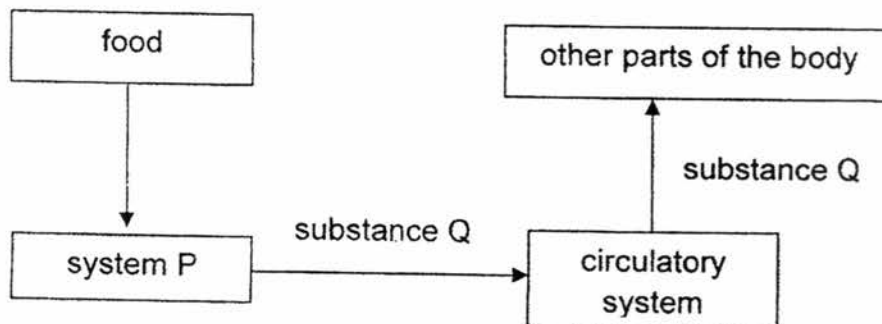 food
other parts of the body
substance Q
substance Q
system P
circulatory
system